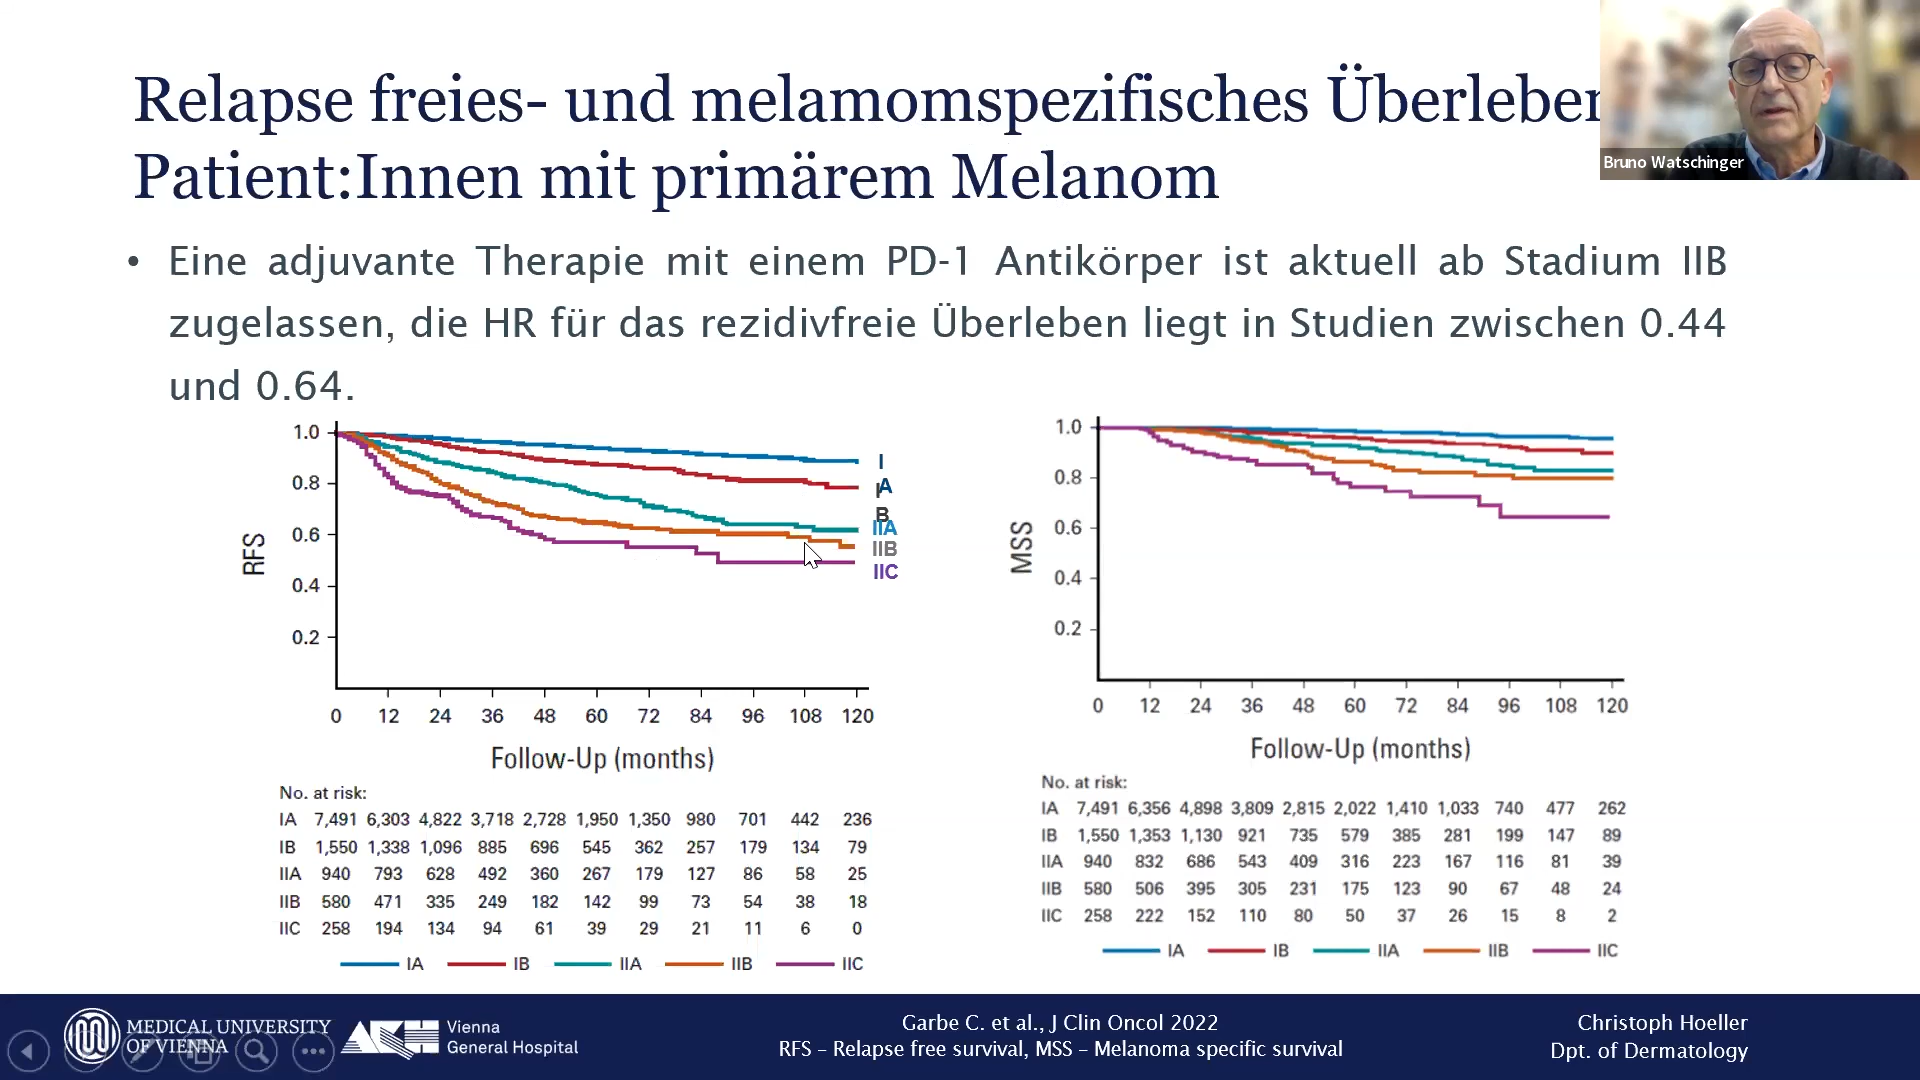 Relapse freies- und melamomspezifisches Überleben
Patient:Innen mit primärem Melanom
Bruno Watschinger
• Eine adjuvante Therapie mit einem PD-1 Antikörper ist aktuell ab Stadium IIB
zugelassen, die HR für das rezidivfreie Überleben liegt in Studien zwischen 0.44
und 0.64.
1.0
0.8
0.6
0.4
0.2
RFS
I
A
I
B
IIA
IIB
IIC
0 12 24 36 48 60 72 84 96 108 120
Follow-Up (months)
No. at risk:
IA 7,491 6,303 4,822 3,718 2,728 1,950 1,350 980 701 442 236
IB 1,550 1,338 1,096 885 696 545 362 257 179 134 79
IIA 940 793 628 492 360 267 179 127 86 58 25
IIB 580 471 335 249 182 142 99 73 54 38 18
IIC 258 194 134 94 61 39 29 21 11 6 0
IA IB IIA IIB IIC
1.0
0.8
0.6
0.4
0.2
MSS
0 12 24 36 48 60 72 84 96 108 120
Follow-Up (months)
No. at risk:
IA 7,491 6,356 4,898 3,809 2,815 2,022 1,410 1,033 740 477 262
IB 1,550 1,353 1,130 921 735 579 385 281 199 147 89
IIA 940 832 686 543 409 316 223 167 116 81 39
IIB 580 506 395 305 231 175 123 90 67 48 24
IIC 258 222 152 110 80 50 37 26 15 8 2
IA IB IIA IIB IIC
MEDICAL UNIVERSITY
OF VIENNA
AKH
Vienna
General Hospital
Garbe C. et al., J Clin Oncol 2022
RFS – Relapse free survival, MSS – Melanoma specific survival
Christoph Hoeller
Dpt. of Dermatology